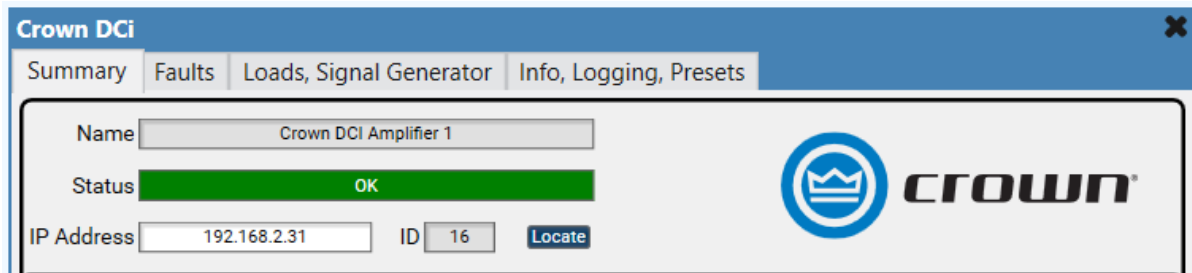 Crown DCi
Summary Faults Loads, Signal Generator Info, Logging, Presets
Name Crown DCI Amplifier 1
Status OK
IP Address 192.168.2.31 ID 16 Locate
crown